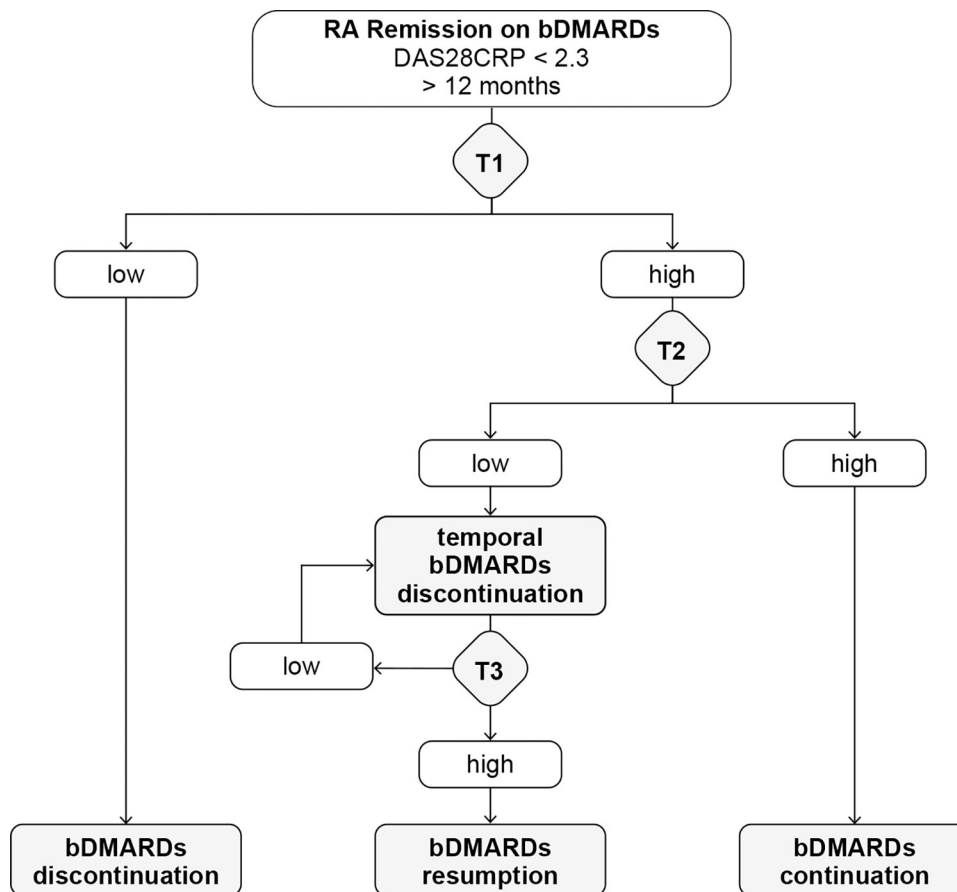 RA Remission on bDMARDs
DAS28CRP < 2.3
> 12 months
T1
low
high
T2
low
high
temporal
bDMARDs
discontinuation
low
T3
high
bDMARDs
discontinuation
bDMARDs
resumption
bDMARDs
continuation